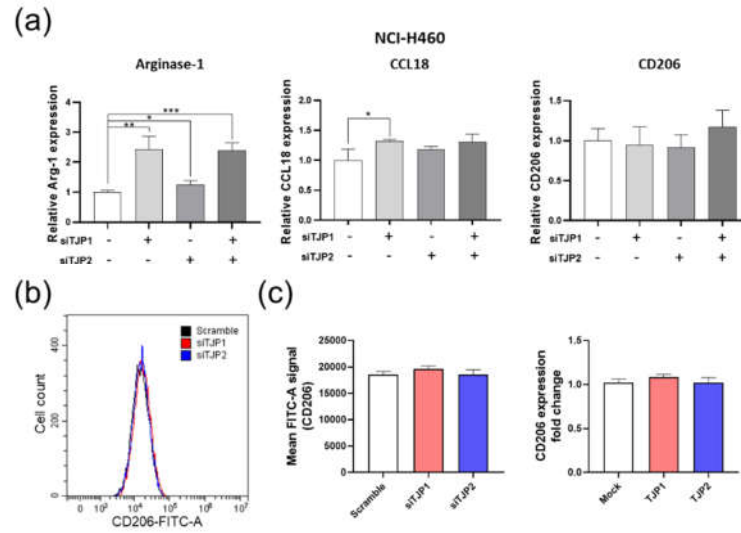 (a)
NCI-H460
Arginase-1
CCL18
CD206
Relative Arg-1 expression
4
3
2
1
0
***
*
**
Relative CCL18 expression
2.0
1.5
1.0
0.5
0.0
*
Relative CD206 expression
1.5
1.0
0.5
0.0
siTJP1 - + - +
siTJP2 - - + +
siTJP1 - + - +
siTJP2 - - + +
siTJP1 - + - +
siTJP2 - - + +
(b)
Cell count
400
200
0
Scramble
siTJP1
siTJP2
-10³ 0 10³ 10⁴ 10⁵ 10⁶ 10⁷
CD206-FITC-A
(c)
Mean FITC-A signal
(CD206)
25000
20000
15000
10000
5000
0
Scramble
siTJP1
siTJP2
CD206 expression
fold change
1.5
1.0
0.5
0.0
Mock
TJP1
TJP2